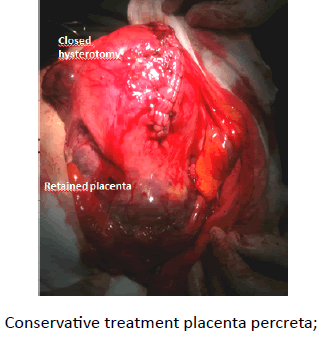 Closed
hysterotomy
Retained placenta
Conservative treatment placenta percreta;